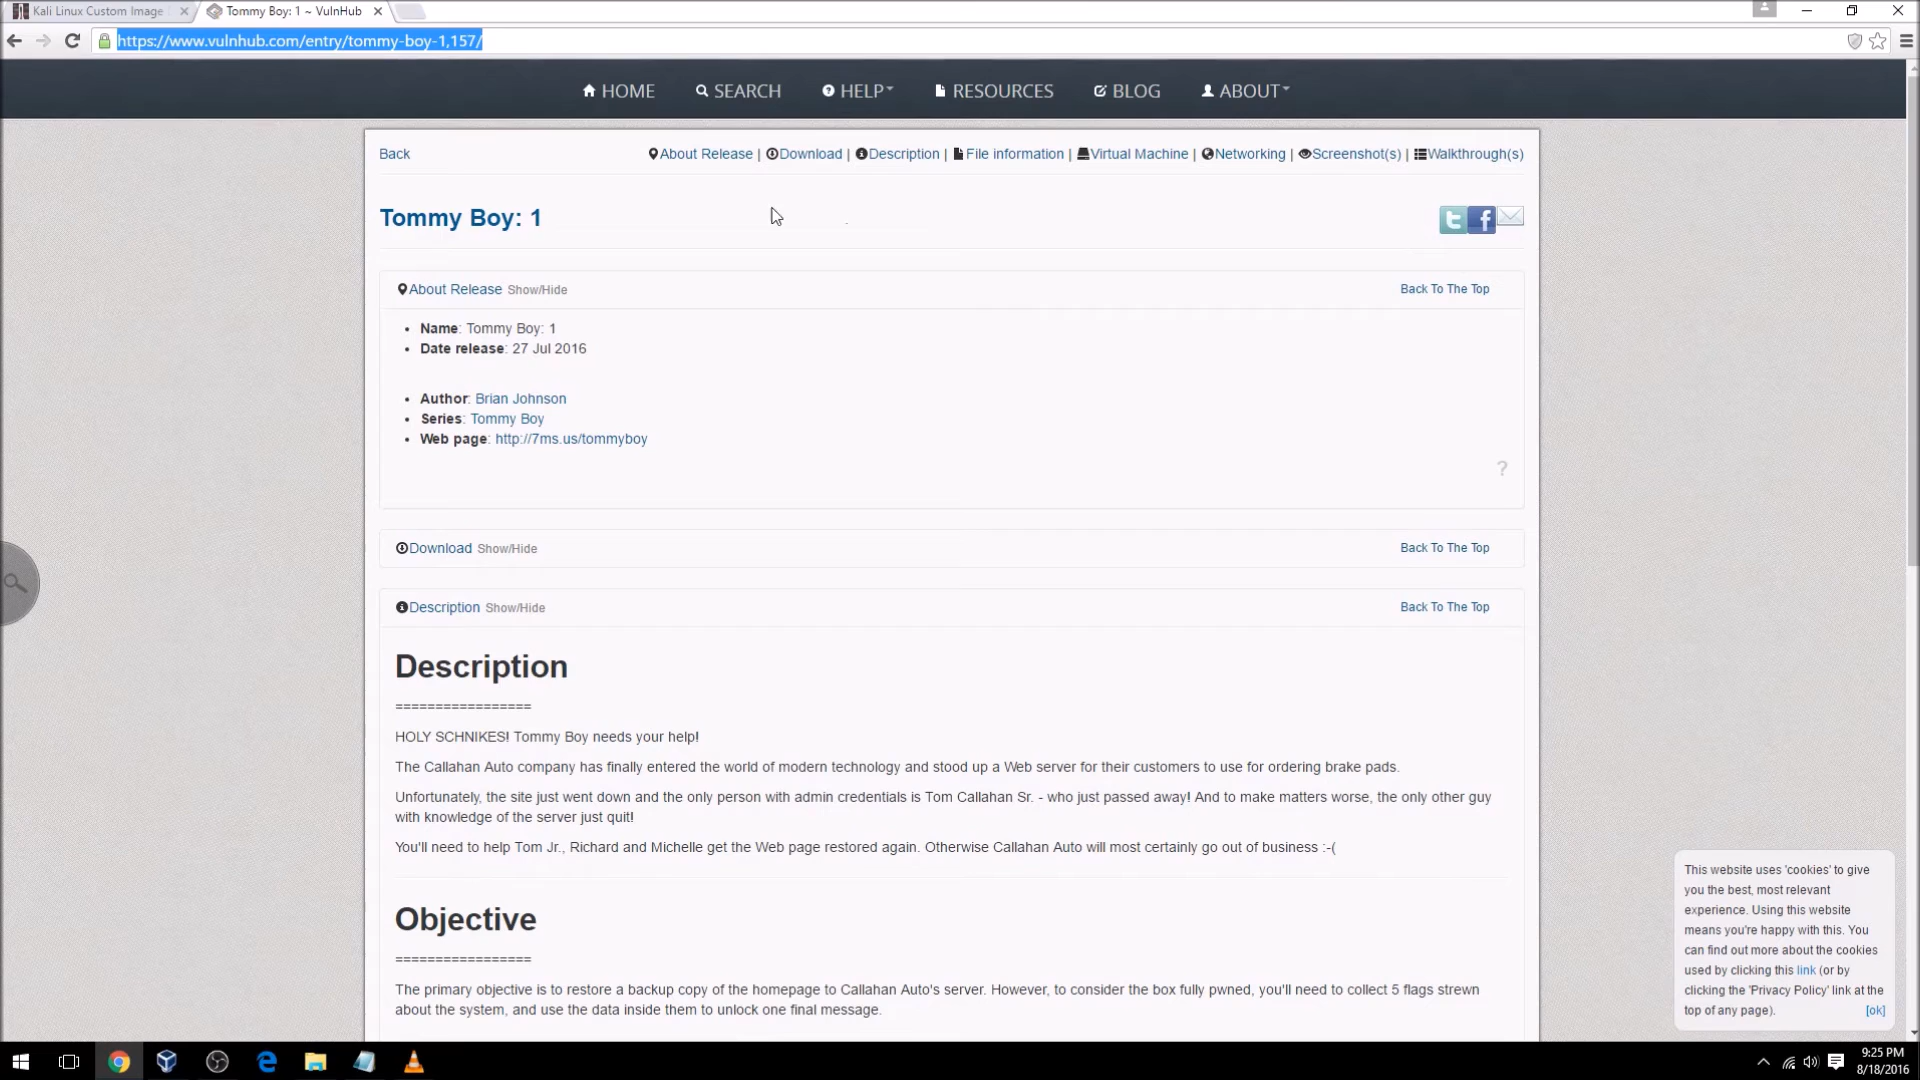 Kali Linux Custom Image
Tommy Boy: 1 ~ VulnHub
https://www.vulnhub.com/entry/tommy-boy-1,157/
HOME SEARCH HELP RESOURCES BLOG ABOUT
Back About Release | Download | Description | File information | Virtual Machine | Networking | Screenshot(s) | Walkthrough(s)
Tommy Boy: 1
About Release Show/Hide Back To The Top
• Name: Tommy Boy: 1
• Date release: 27 Jul 2016
• Author: Brian Johnson
• Series: Tommy Boy
• Web page: http://7ms.us/tommyboy
?
Download Show/Hide Back To The Top
Description Show/Hide Back To The Top
Description
=================
HOLY SCHNIKES! Tommy Boy needs your help!
The Callahan Auto company has finally entered the world of modern technology and stood up a Web server for their customers to use for ordering brake pads.
Unfortunately, the site just went down and the only person with admin credentials is Tom Callahan Sr. - who just passed away! And to make matters worse, the only other guy
with knowledge of the server just quit!
You'll need to help Tom Jr., Richard and Michelle get the Web page restored again. Otherwise Callahan Auto will most certainly go out of business :-(
Objective
=================
The primary objective is to restore a backup copy of the homepage to Callahan Auto's server. However, to consider the box fully pwned, you'll need to collect 5 flags strewn
about the system, and use the data inside them to unlock one final message.
This website uses 'cookies' to give
you the best, most relevant
experience. Using this website
means you're happy with this. You
can find out more about the cookies
used by clicking this link (or by
clicking the 'Privacy Policy' link at the
top of any page). [ok]
9:25 PM
8/18/2016